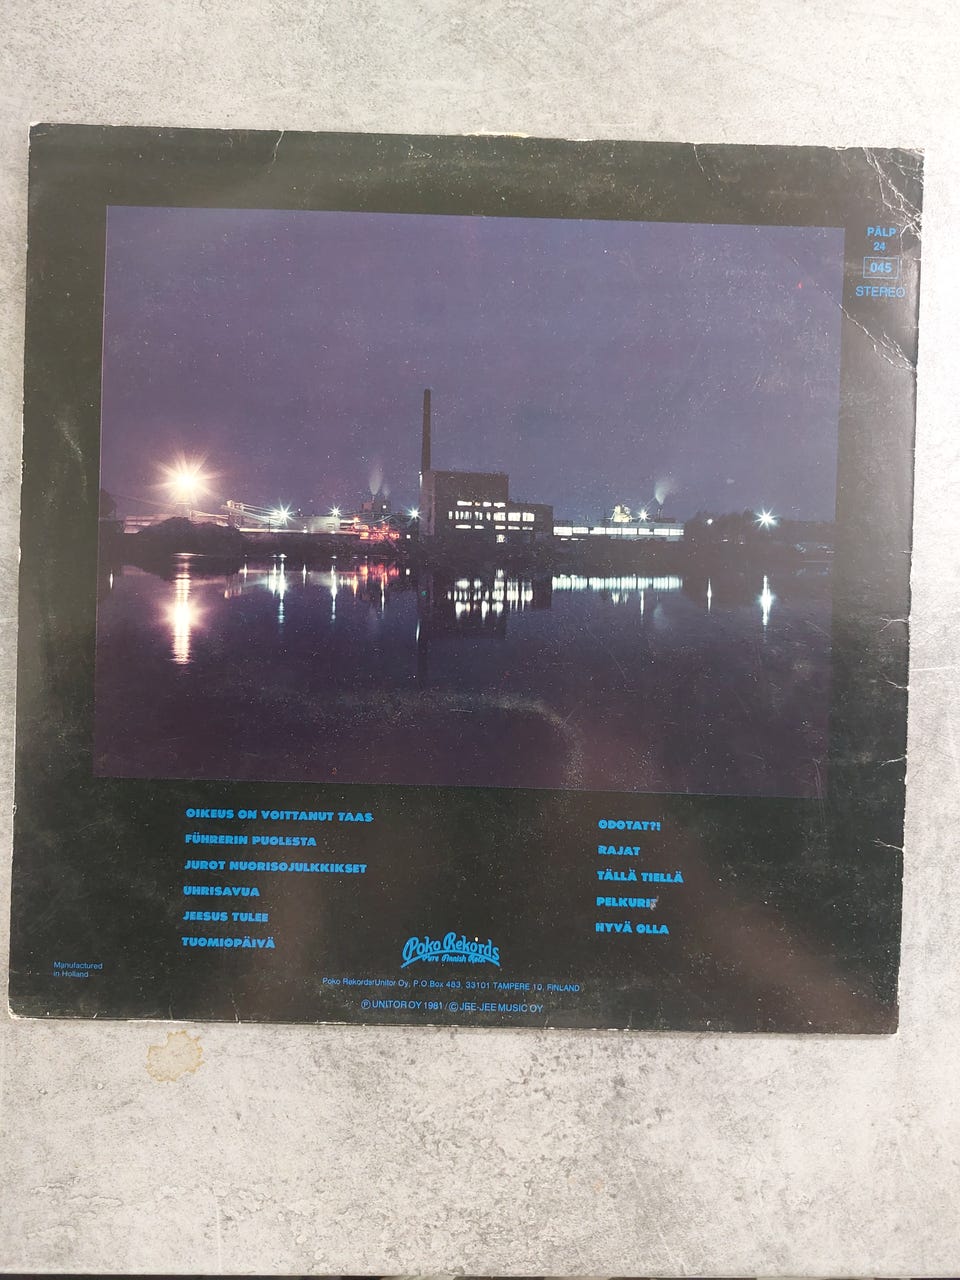 PÄLP
24
045
STEREO
OIKEUS ON VOITTANUT TAAS
FÜHRERIN PUOLESTA
JUROT NUORISOJULKKIKSET
UHRISAVUA
JEESUS TULEE
TUOMIOPÄIVÄ
ODOTAT?!
RAJAT
TÄLLÄ TIELLÄ
PELKURIT
HYVÄ OLLA
Poko Rekords
Pure Finnish Rock
Manufactured
in Holland
Poko Rekords/Unitor Oy, P.O.Box 483, 33101 TAMPERE 10, FINLAND
Ⓟ UNITOR OY 1981 / © JEE-JEE MUSIC OY